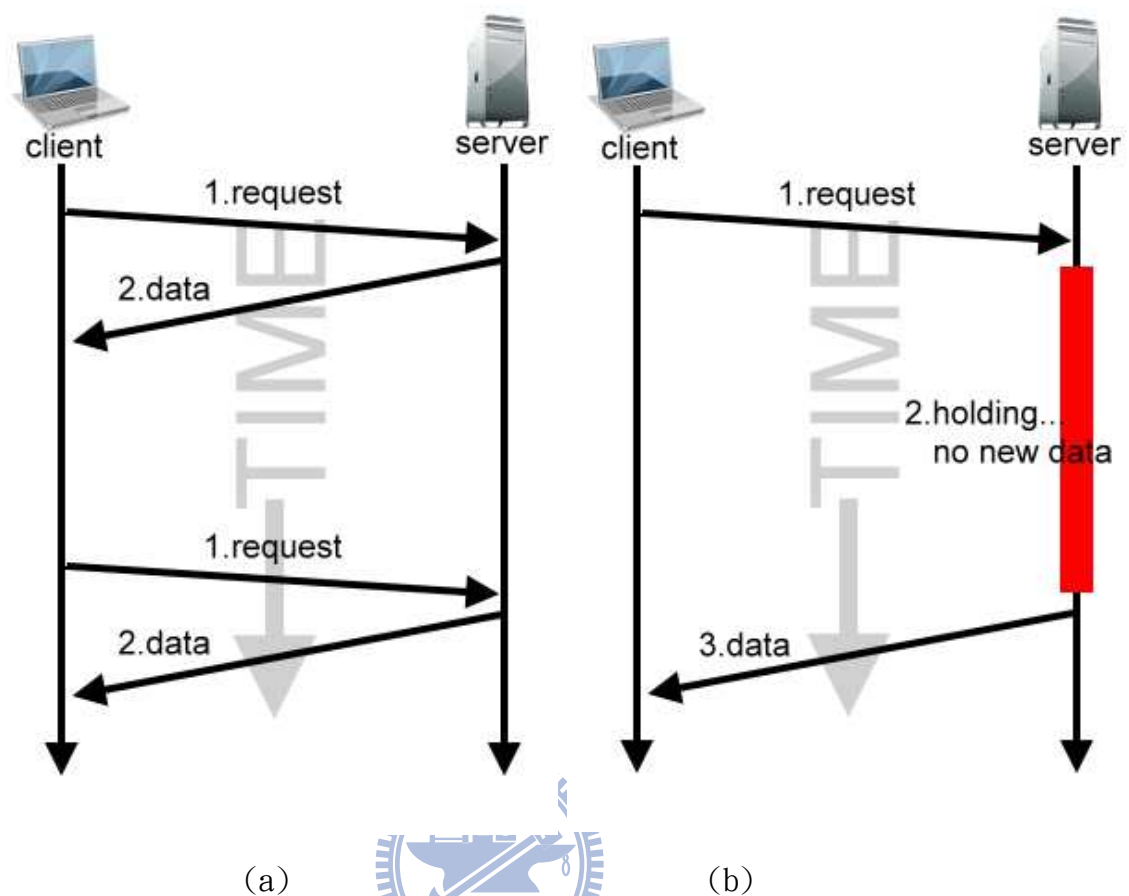 client
server
1.request
2.data
1.request
2.data
TIME
client
server
1.request
2.holding...
no new data
3.data
TIME
(a)
(b)
8